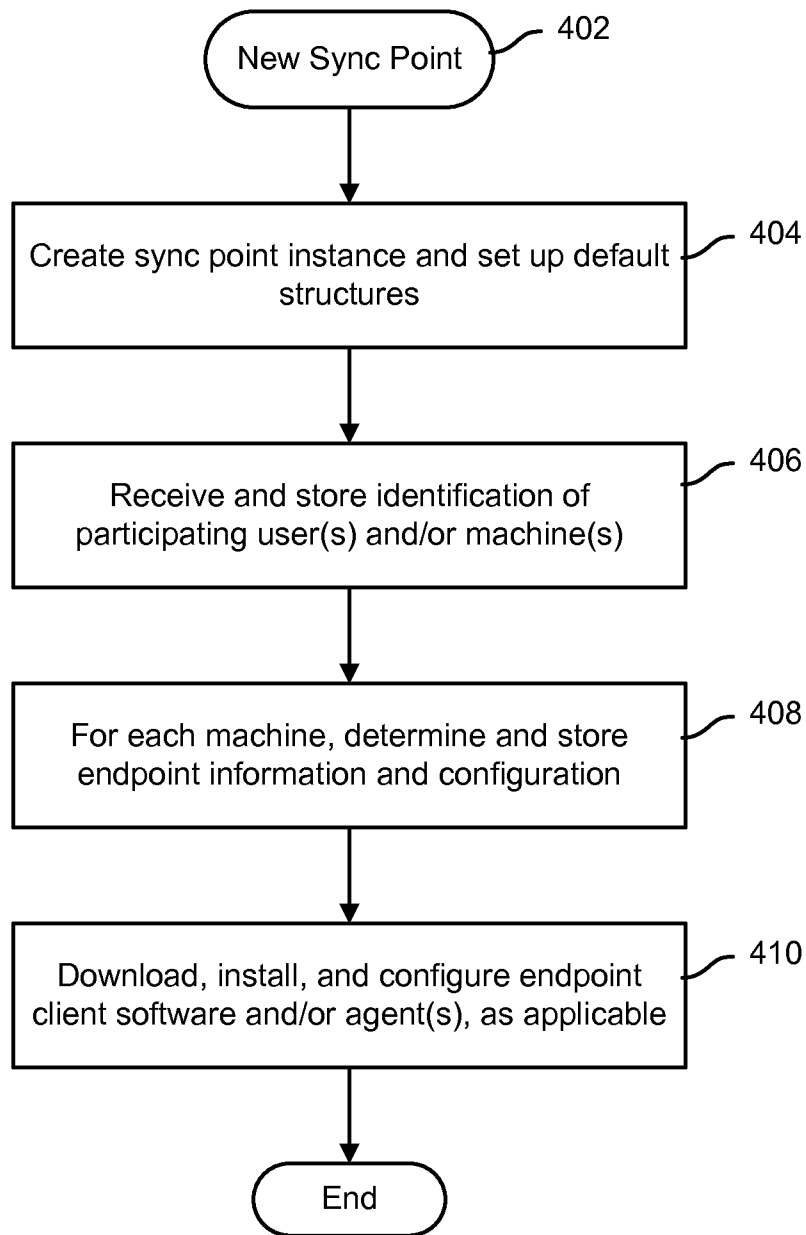 New Sync Point
402
Create sync point instance and set up default
structures
404
Receive and store identification of
participating user(s) and/or machine(s)
406
For each machine, determine and store
endpoint information and configuration
408
Download, install, and configure endpoint
client software and/or agent(s), as applicable
410
End